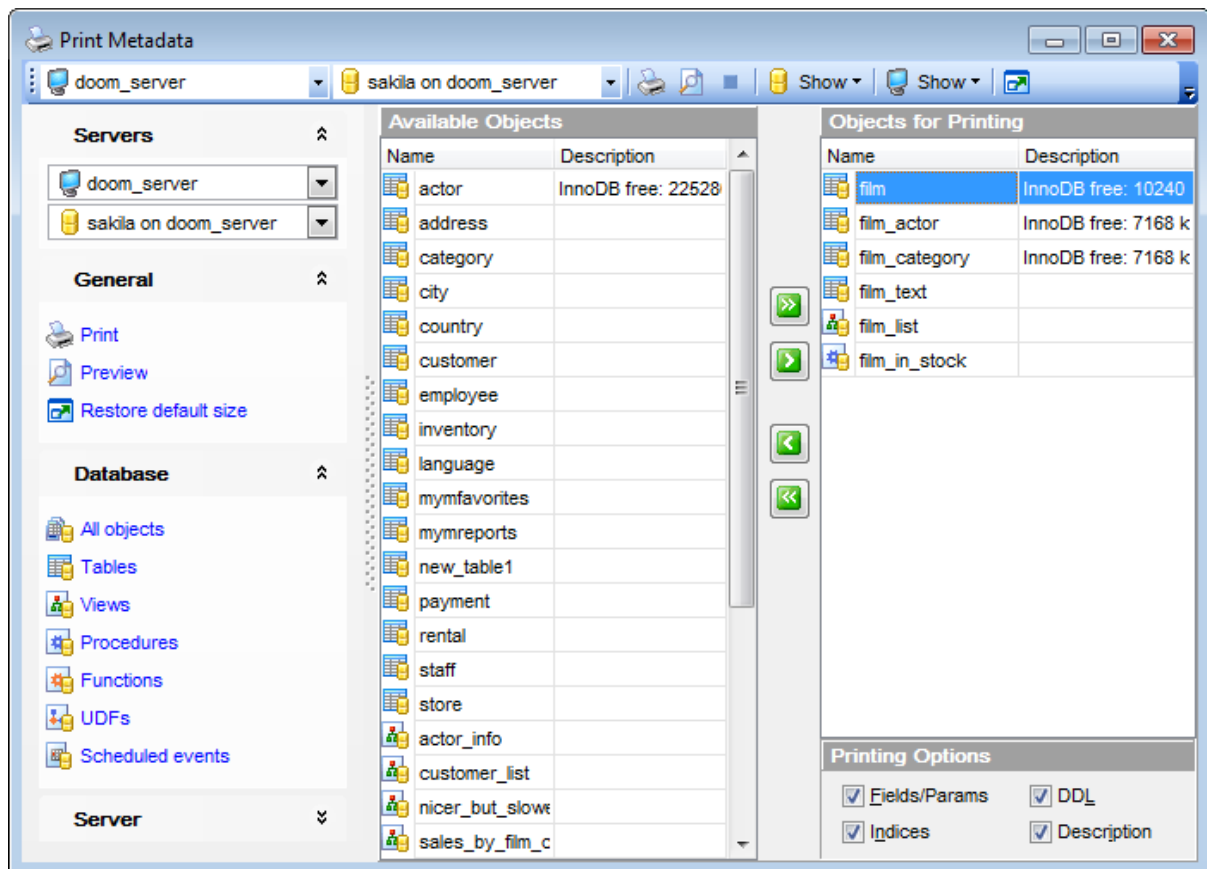 Print Metadata
doom_server sakila on doom_server Show Show
Servers
doom_server
sakila on doom_server
General
Print
Preview
Restore default size
Database
All objects
Tables
Views
Procedures
Functions
UDFs
Scheduled events
Server
Available Objects
Name Description
actor InnoDB free: 22528
address
category
city
country
customer
employee
inventory
language
mymfavorites
mymreports
new_table1
payment
rental
staff
store
actor_info
customer_list
nicer_but_slowe
sales_by_film_c
Objects for Printing
Name Description
film InnoDB free: 10240
film_actor InnoDB free: 7168 k
film_category InnoDB free: 7168 k
film_text
film_list
film_in_stock
Printing Options
Fields/Params DDL
Indices Description